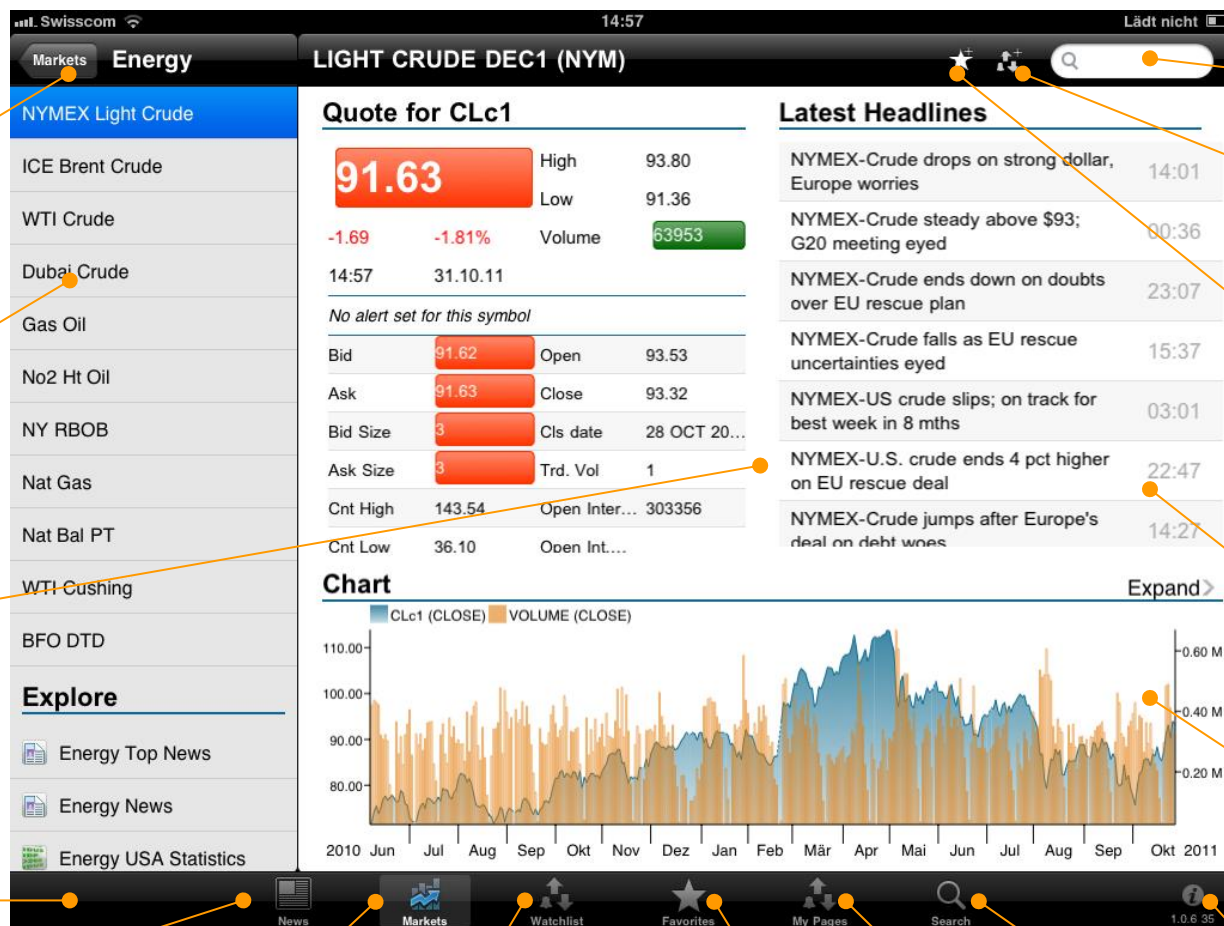 Swisscom
14:57
Lädt nicht
Markets
Energy
LIGHT CRUDE DEC1 (NYM)
NYMEX Light Crude
ICE Brent Crude
WTI Crude
Dubai Crude
Gas Oil
No2 Ht Oil
NY RBOB
Nat Gas
Nat Bal PT
WTI Cushing
BFO DTD
Explore
Energy Top News
Energy News
Energy USA Statistics
Quote for CLc1
91.63
High 93.80
Low 91.36
-1.69 -1.81% Volume 63953
14:57 31.10.11
No alert set for this symbol
Bid 91.62 Open 93.53
Ask 91.63 Close 93.32
Bid Size 3 Cls date 28 OCT 20...
Ask Size 3 Trd. Vol 1
Cnt High 143.54 Open Inter... 303356
Cnt Low 36.10 Open Int....
Latest Headlines
NYMEX-Crude drops on strong dollar,
Europe worries
14:01
NYMEX-Crude steady above $93;
G20 meeting eyed
00:36
NYMEX-Crude ends down on doubts
over EU rescue plan
23:07
NYMEX-Crude falls as EU rescue
uncertainties eyed
15:37
NYMEX-US crude slips; on track for
best week in 8 mths
03:01
NYMEX-U.S. crude ends 4 pct higher
on EU rescue deal
22:47
NYMEX-Crude jumps after Europe's
deal on debt woes
14:27
Chart
Expand
CLc1 (CLOSE) VOLUME (CLOSE)
110.00
100.00
90.00
80.00
0.60 M
0.40 M
0.20 M
2010 Jun Jul Aug Sep Okt Nov Dez Jan Feb Mär Apr Mai Jun Jul Aug Sep Okt 2011
News
Markets
Watchlist
Favorites
My Pages
Search
1.0.6 35